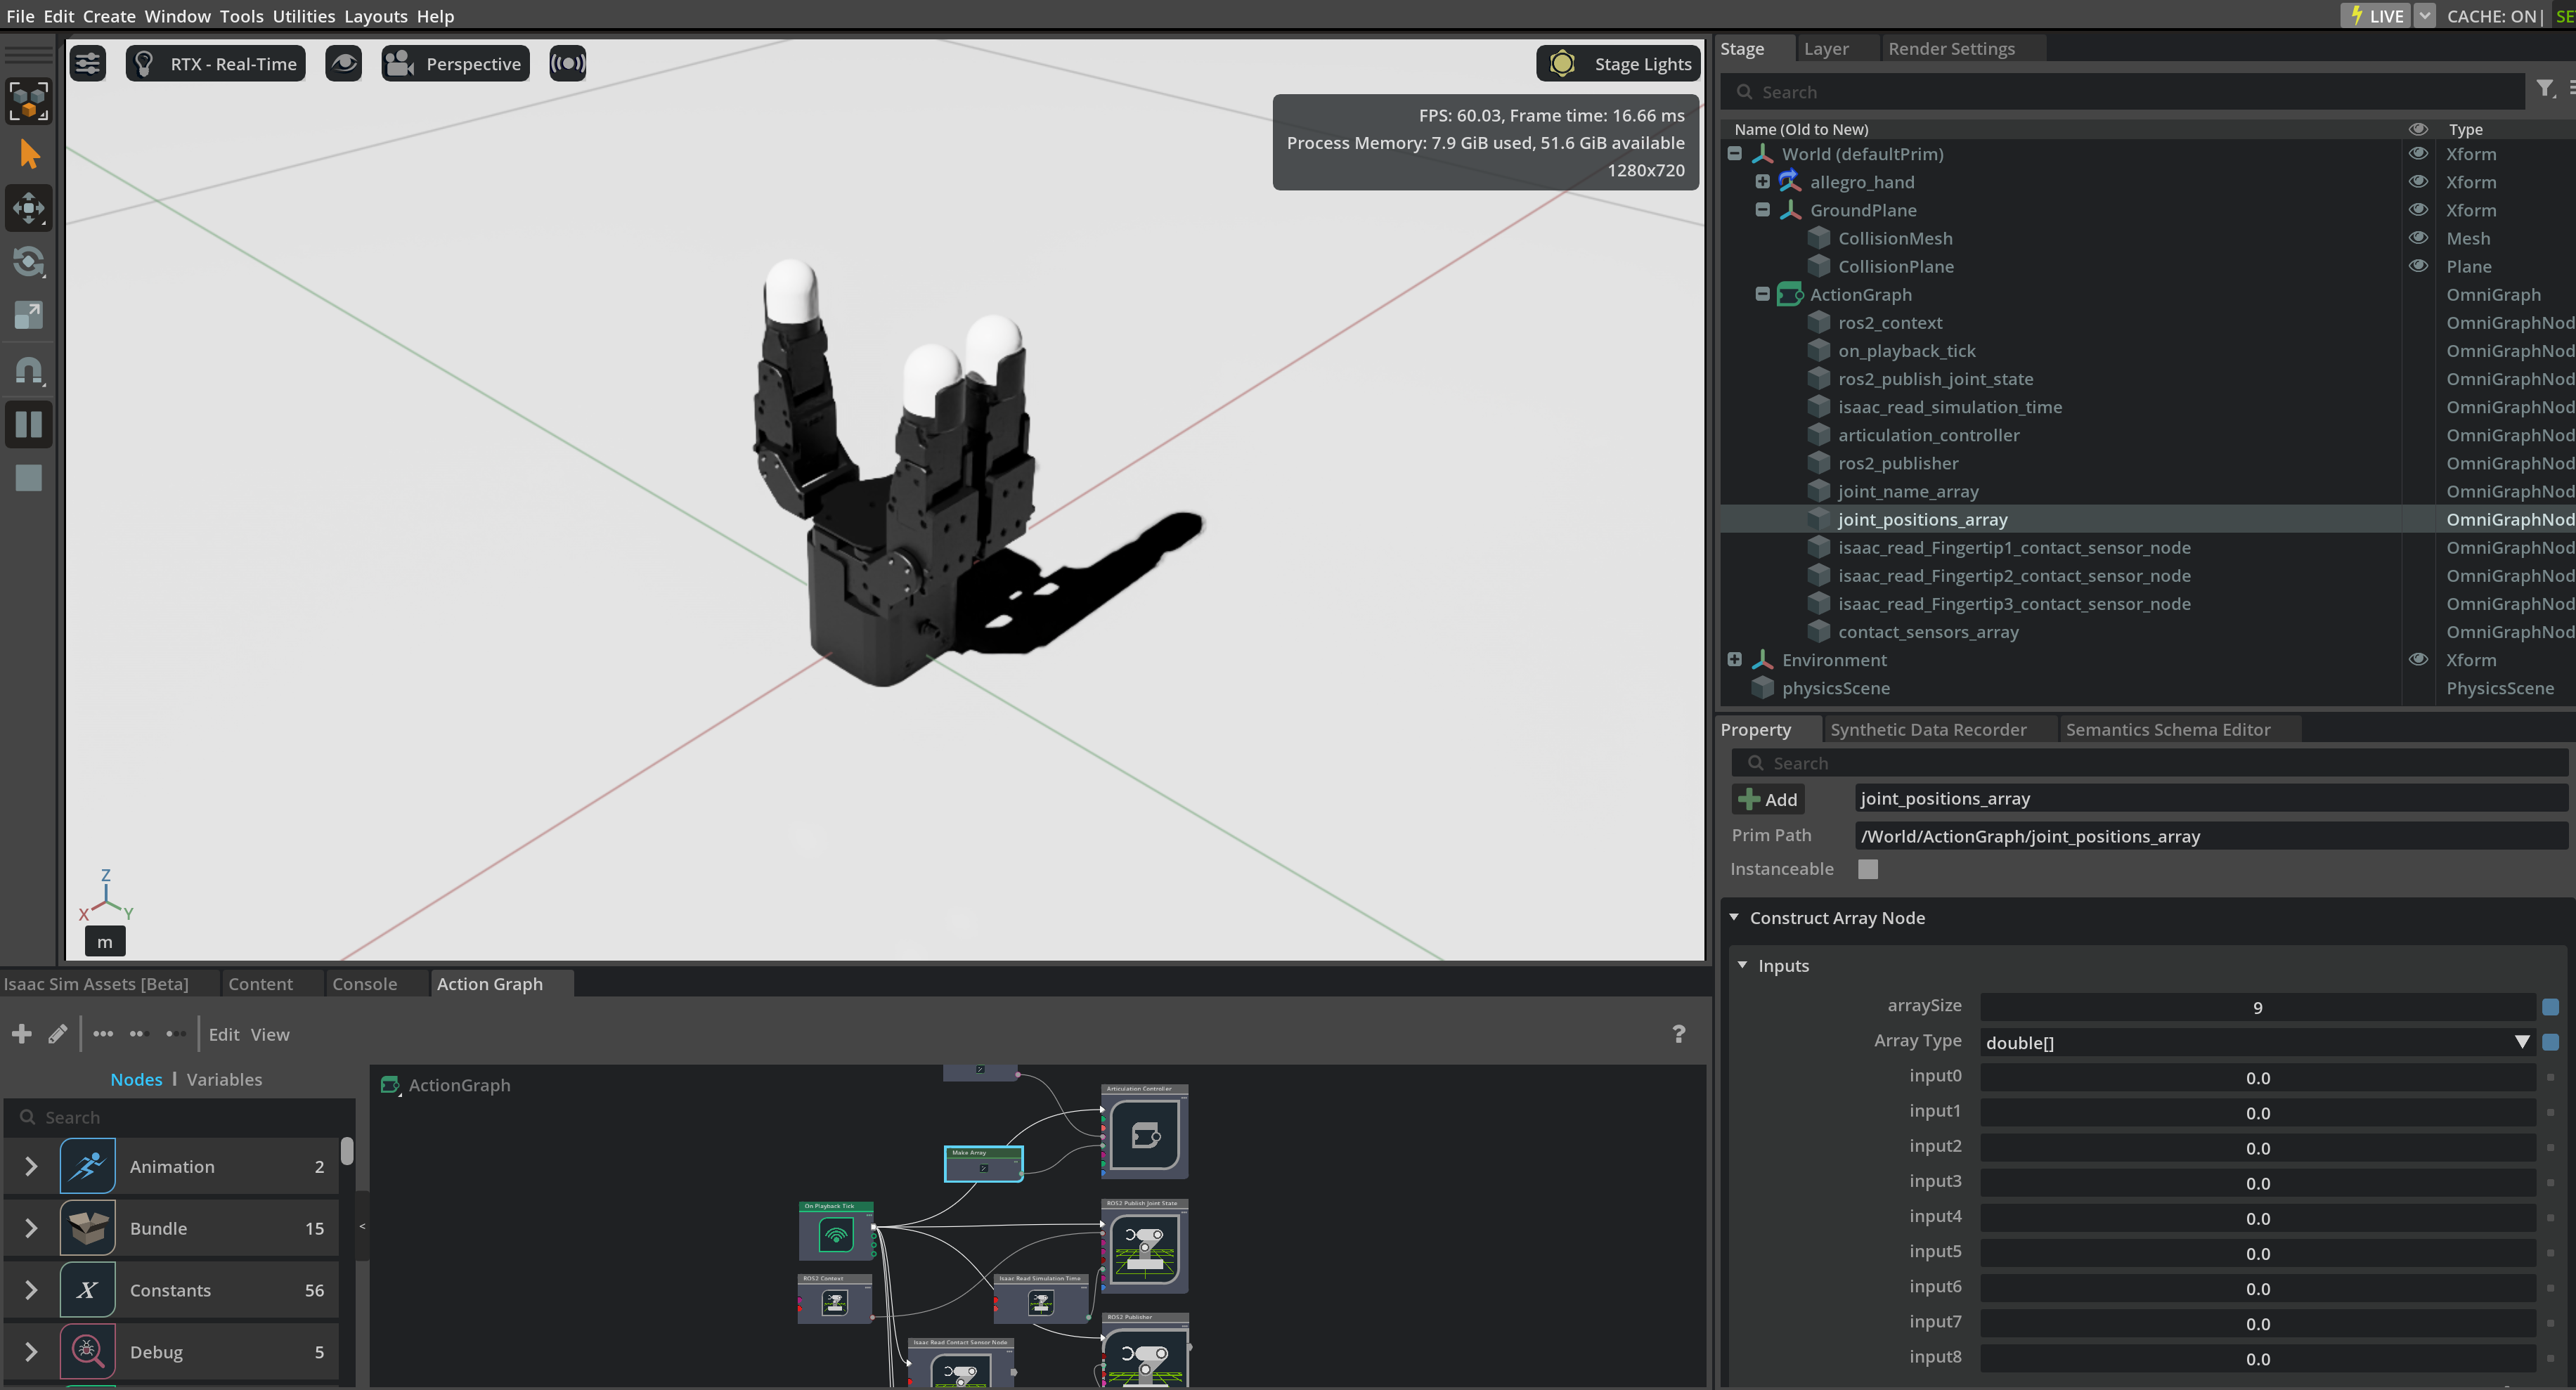 File Edit Create Window Tools Utilities Layouts Help
LIVE CACHE: ON|
RTX - Real-Time
Perspective
Stage Lights
FPS: 60.03, Frame time: 16.66 ms
Process Memory: 7.9 GiB used, 51.6 GiB available
1280x720
Z
X Y
m
Stage Layer Render Settings
Search
Name (Old to New) Type
World (defaultPrim) Xform
allegro_hand Xform
GroundPlane Xform
CollisionMesh Mesh
CollisionPlane Plane
ActionGraph OmniGraph
ros2_context OmniGraphNod
on_playback_tick OmniGraphNod
ros2_publish_joint_state OmniGraphNod
isaac_read_simulation_time OmniGraphNod
articulation_controller OmniGraphNod
ros2_publisher OmniGraphNod
joint_name_array OmniGraphNod
joint_positions_array OmniGraphNod
isaac_read_Fingertip1_contact_sensor_node OmniGraphNod
isaac_read_Fingertip2_contact_sensor_node OmniGraphNod
isaac_read_Fingertip3_contact_sensor_node OmniGraphNod
contact_sensors_array OmniGraphNod
Environment Xform
physicsScene PhysicsScene
Property Synthetic Data Recorder Semantics Schema Editor
Search
Add joint_positions_array
Prim Path /World/ActionGraph/joint_positions_array
Instanceable
Construct Array Node
Inputs
arraySize 9
Array Type double[]
input0 0.0
input1 0.0
input2 0.0
input3 0.0
input4 0.0
input5 0.0
input6 0.0
input7 0.0
input8 0.0
Isaac Sim Assets [Beta] Content Console Action Graph
Edit View ?
Nodes | Variables
Search
Animation 2
Bundle 15
Constants 56
Debug 5
ActionGraph
Articulation Controller
Make Array
On Playback Tick
ROS2 Publish Joint State
ROS2 Context
Isaac Read Simulation Time
ROS2 Publisher
Isaac Read Contact Sensor Node